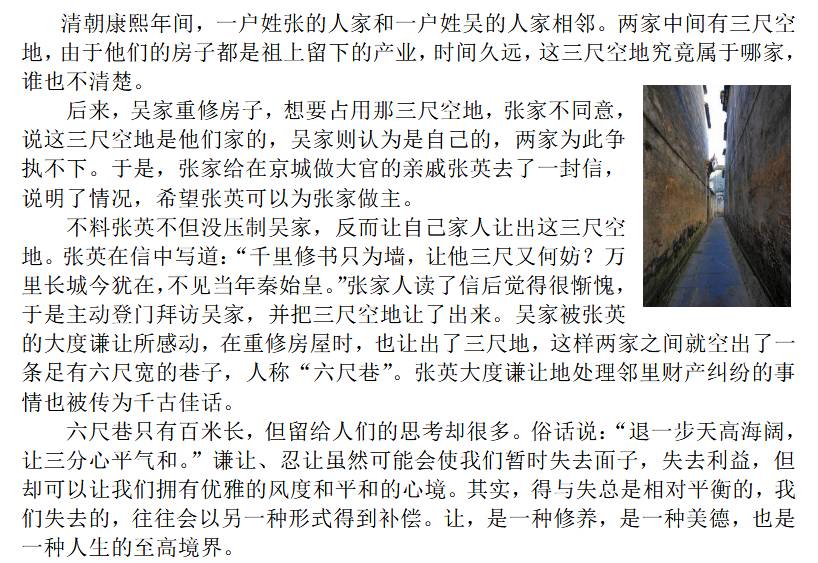 清朝康熙年间，一户姓张的人家和一户姓吴的人家相邻。两家中间有三尺空
地，由于他们的房子都是祖上留下的产业，时间久远，这三尺空地究竟属于哪家，
谁也不清楚。
后来，吴家重修房子，想要占用那三尺空地，张家不同意，
说这三尺空地是他们家的，吴家则认为是自己的，两家为此争
执不下。于是，张家给在京城做大官的亲戚张英去了一封信，
说明了情况，希望张英可以为张家做主。
不料张英不但没压制吴家，反而让自己家人让出这三尺空
地。张英在信中写道：“千里修书只为墙，让他三尺又何妨？万
里长城今犹在，不见当年秦始皇。”张家人读了信后觉得很惭愧，
于是主动登门拜访吴家，并把三尺空地让了出来。吴家被张英
的大度谦让所感动，在重修房屋时，也让出了三尺地，这样两家之间就空出了一
条足有六尺宽的巷子，人称“六尺巷”。张英大度谦让地处理邻里财产纠纷的事
情也被传为千古佳话。
六尺巷只有百米长，但留给人们的思考却很多。俗话说：“退一步天高海阔，
让三分心平气和。”谦让、忍让虽然可能会使我们暂时失去面子，失去利益，但
却可以让我们拥有优雅的风度和平和的心境。其实，得与失总是相对平衡的，我
们失去的，往往会以另一种形式得到补偿。让，是一种修养，是一种美德，也是
一种人生的至高境界。